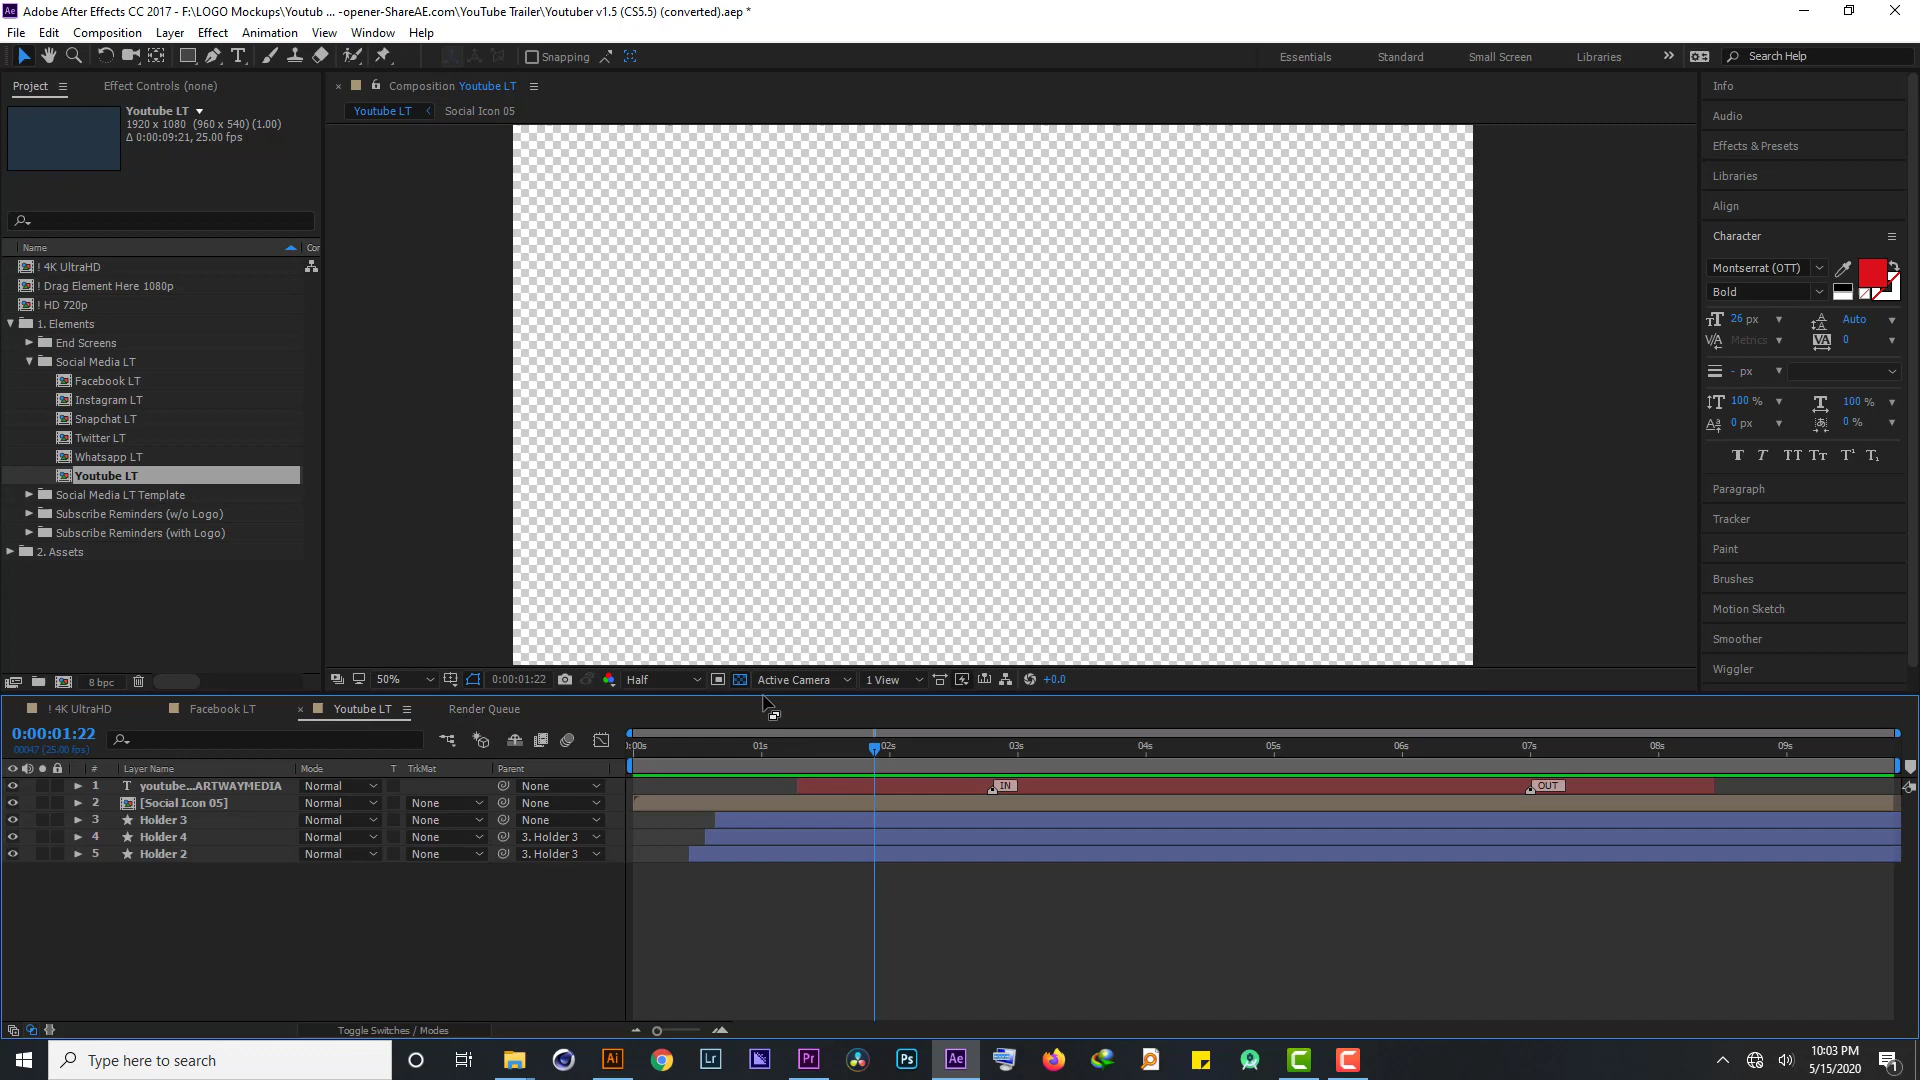 Adobe After Effects CC 2017 - F:\LOGO Mockups\Youtub ... -opener-ShareAE.com\YouTube Trailer\Youtuber v1.5 (CS5.5) (converted).aep *
File Edit Composition Layer Effect Animation View Window Help
Snapping Essentials Standard Small Screen Libraries Search Help
Project Effect Controls (none) Composition Youtube LT Info
Youtube LT
1920 x 1080 (960 x 540) (1.00)
Δ 0:00:09:21, 25.00 fps
Youtube LT Social Icon 05
Audio
Effects & Presets
Libraries
Align
Character
Name Cor
! 4K UltraHD
! Drag Element Here 1080p
! HD 720p
1. Elements
End Screens
Social Media LT
Facebook LT
Instagram LT
Snapchat LT
Twitter LT
Whatsapp LT
Youtube LT
Social Media LT Template
Subscribe Reminders (w/o Logo)
Subscribe Reminders (with Logo)
2. Assets
Montserrat (OTT)
Bold
26 px Auto
Metrics 0
- px
100 % 100 %
0 px 0 %
Paragraph
Tracker
Paint
Brushes
Motion Sketch
Smoother
Wiggler
8 bpc
50% 0:00:01:22 Half Active Camera 1 View +0.0
! 4K UltraHD Facebook LT Youtube LT Render Queue
0:00:01:22
00047 (25.00 fps)
:00s 01s 02s 03s 04s 05s 06s 07s 08s 09s
# Layer Name Mode T TrkMat Parent
1 T youtube...ARTWAYMEDIA Normal None IN OUT
2 [Social Icon 05] Normal None None
3 Holder 3 Normal None None
4 Holder 4 Normal None 3. Holder 3
5 Holder 2 Normal None 3. Holder 3
Toggle Switches / Modes
Type here to search
Ai Lr Pr Ps Ae
10:03 PM
5/15/2020
1